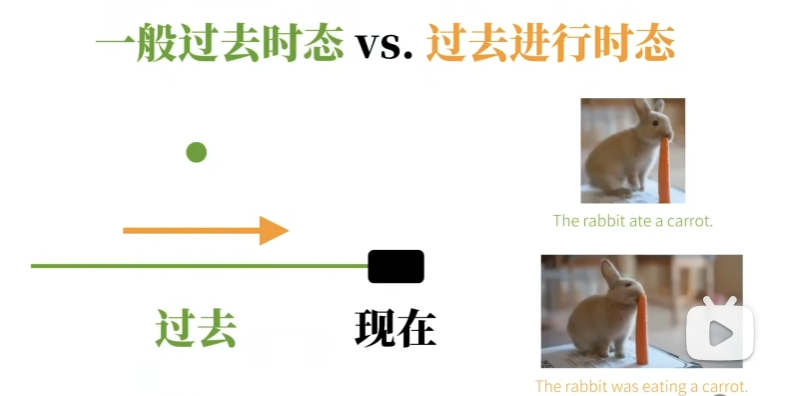 一般过去时态 vs. 过去进行时态
The rabbit ate a carrot.
过去
现在
The rabbit was eating a carrot.